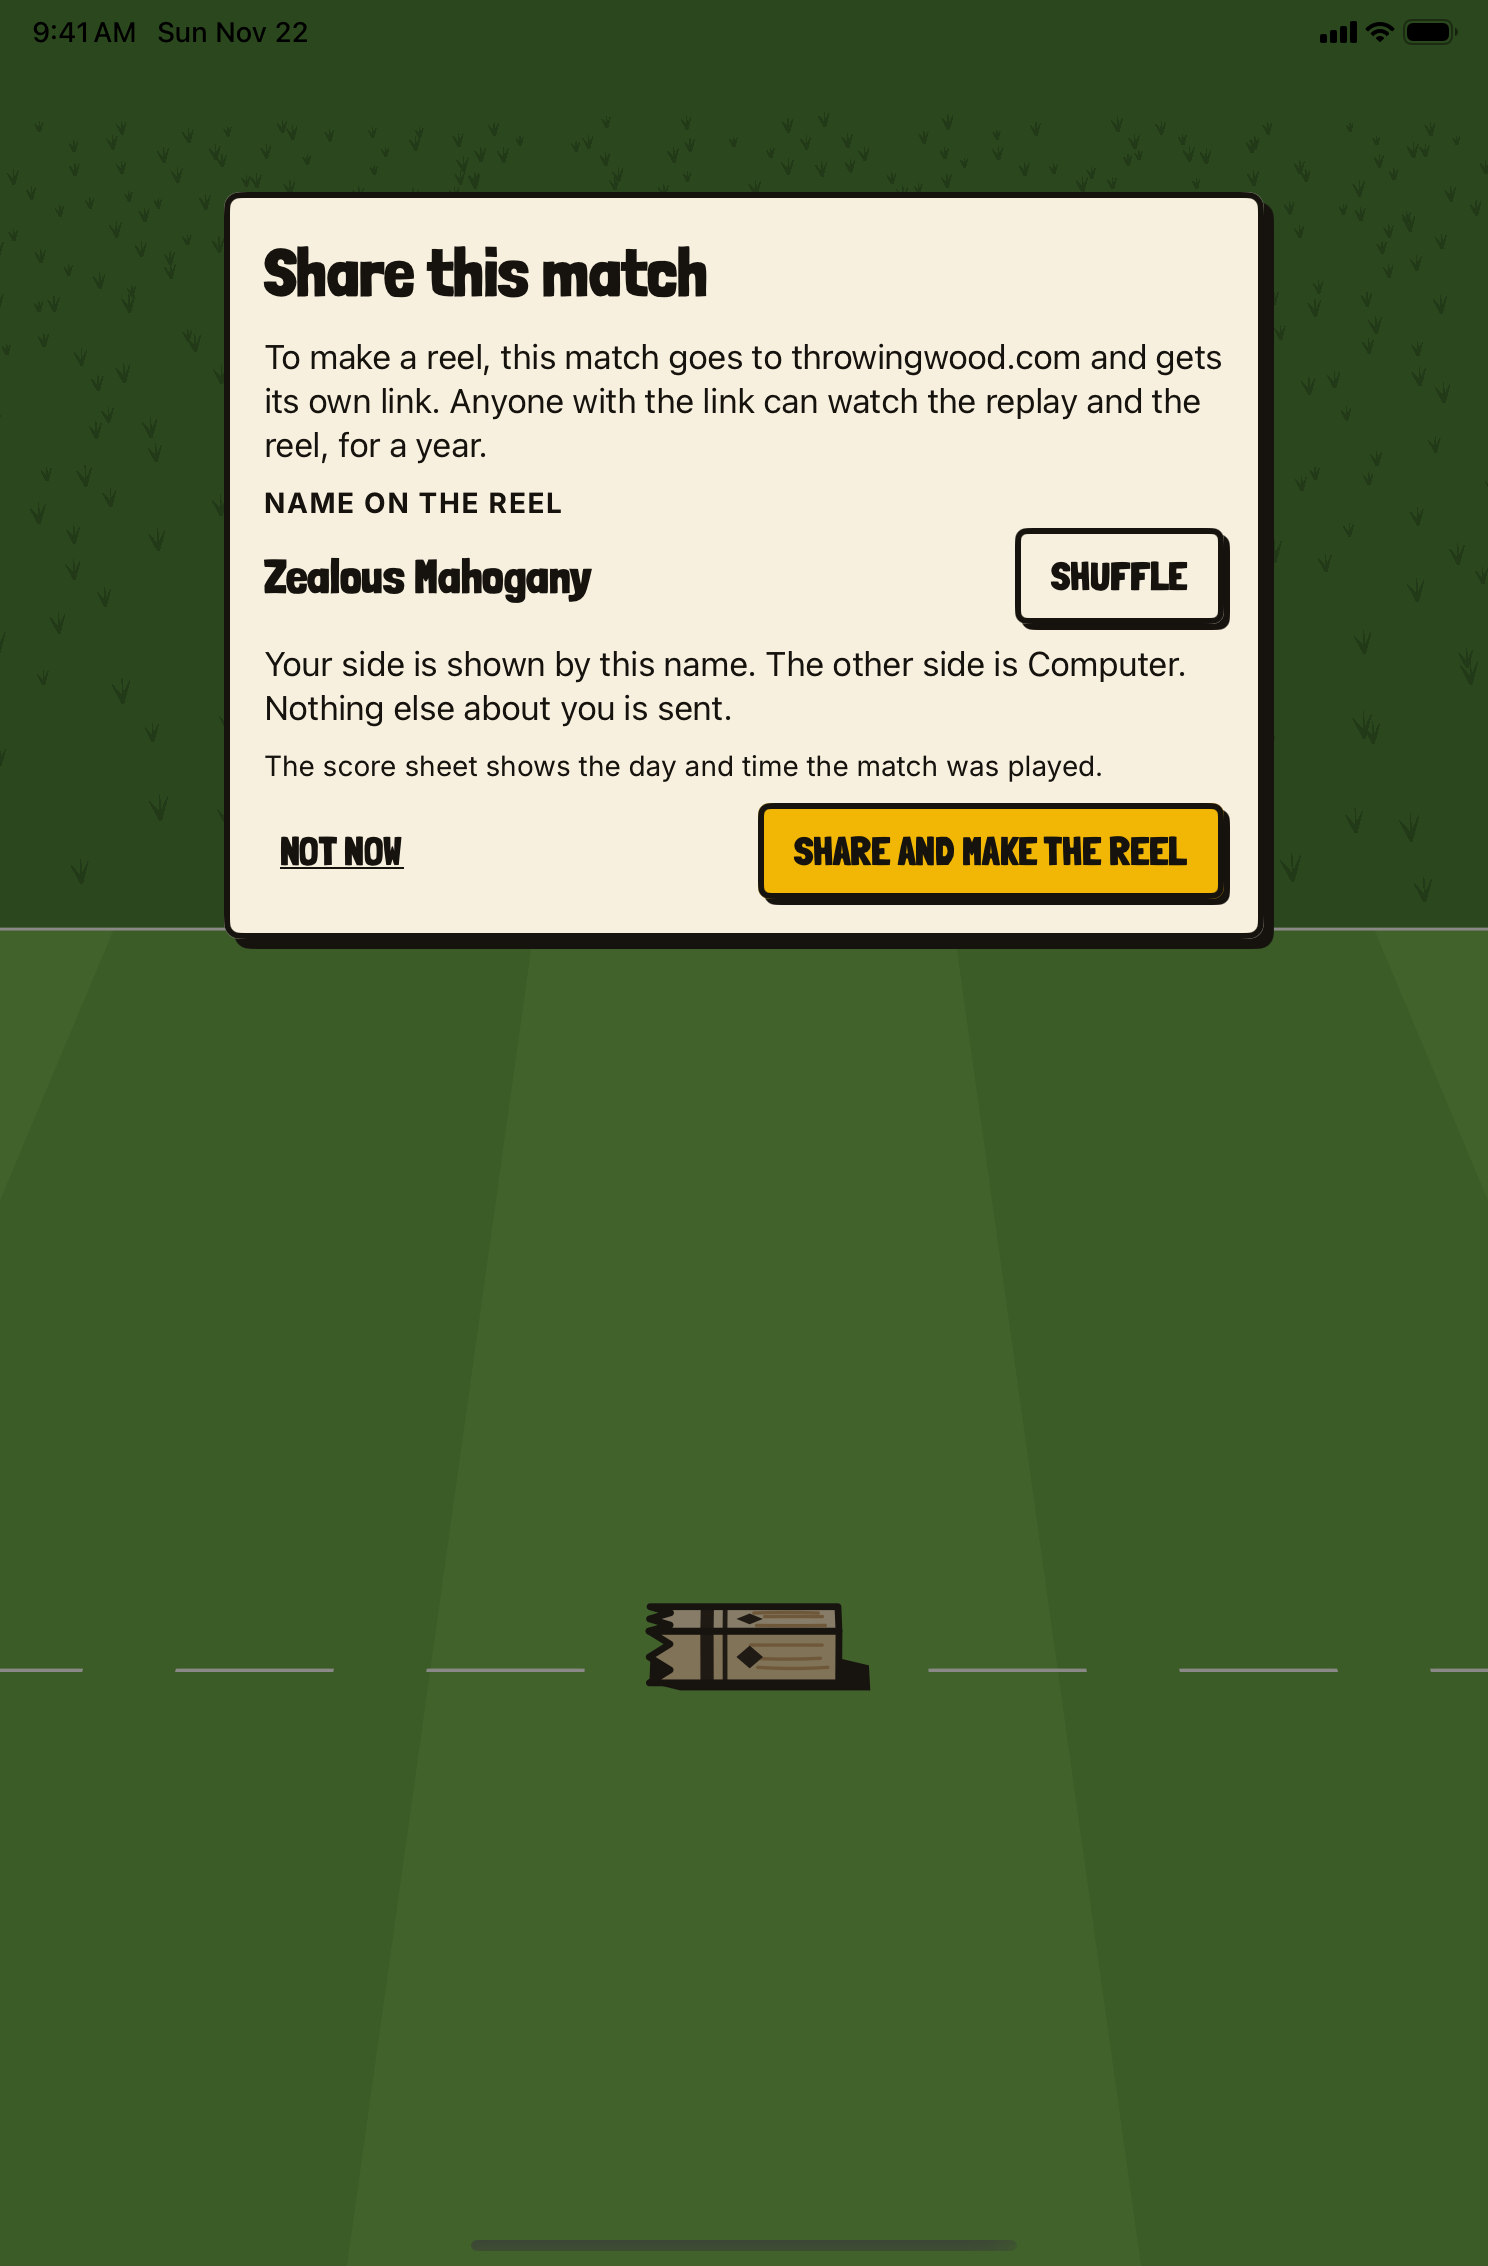 9:41 AM Sun Nov 22
Share this match
To make a reel, this match goes to throwingwood.com and gets
its own link. Anyone with the link can watch the replay and the
reel, for a year.
NAME ON THE REEL
Zealous Mahogany
SHUFFLE
Your side is shown by this name. The other side is Computer.
Nothing else about you is sent.
The score sheet shows the day and time the match was played.
NOT NOW
SHARE AND MAKE THE REEL